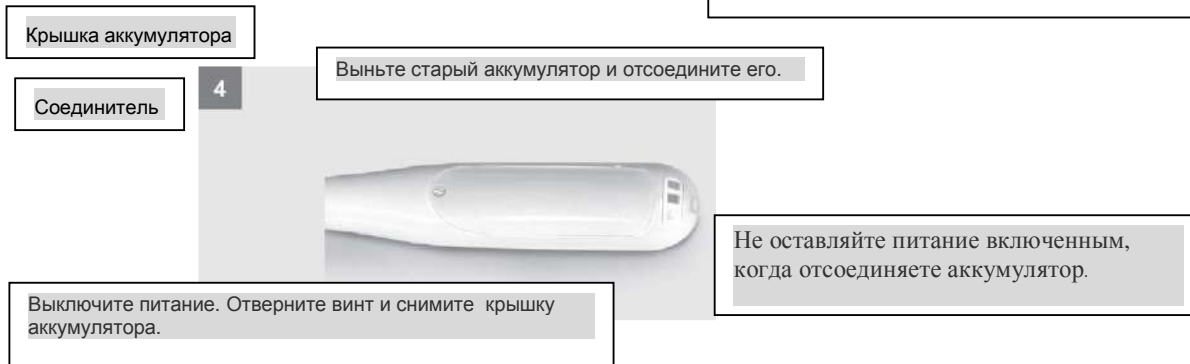 Крышка аккумулятора
Выньте старый аккумулятор и отсоедините его.
Соединитель
4
Не оставляйте питание включенным,
когда отсоединяете аккумулятор.
Выключите питание. Отверните винт и снимите крышку
аккумулятора.